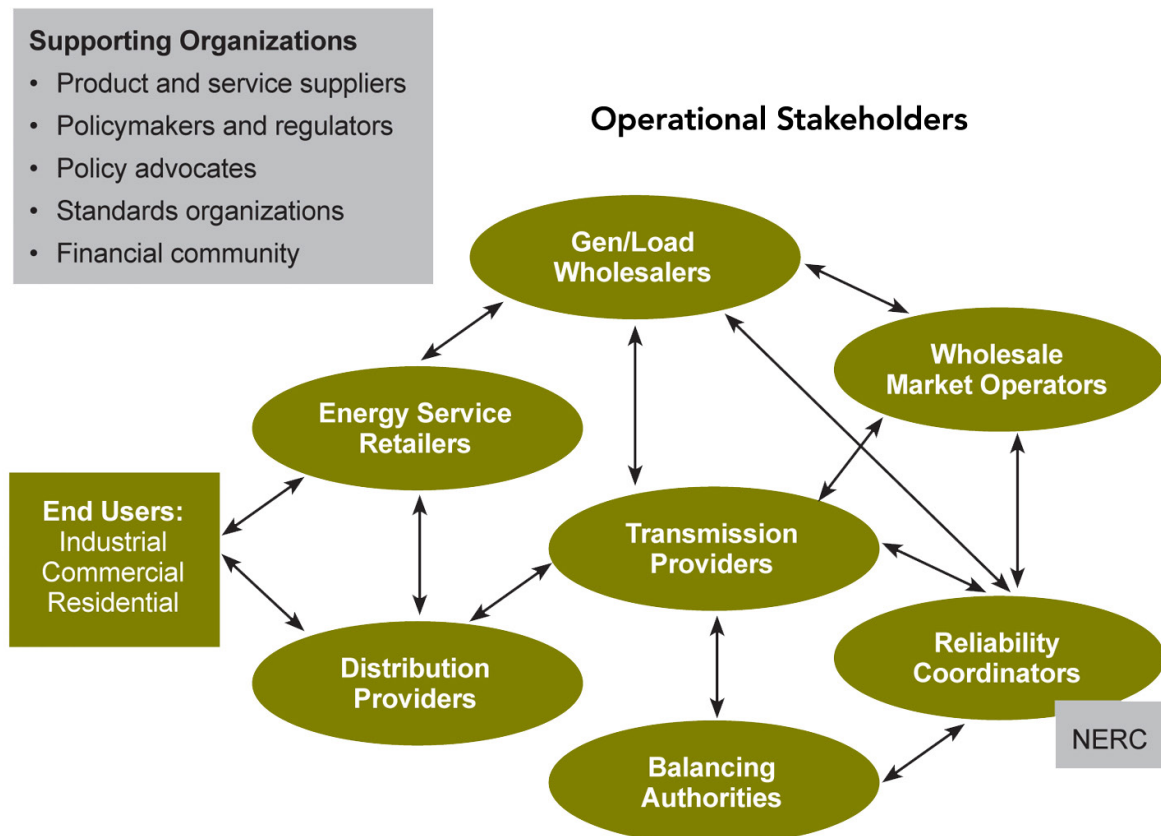 Supporting Organizations
• Product and service suppliers
• Policymakers and regulators
• Policy advocates
• Standards organizations
• Financial community
Operational Stakeholders
Gen/Load
Wholesalers
Wholesale
Market Operators
Energy Service
Retailers
End Users:
Industrial
Commercial
Residential
Transmission
Providers
Distribution
Providers
Reliability
Coordinators
NERC
Balancing
Authorities